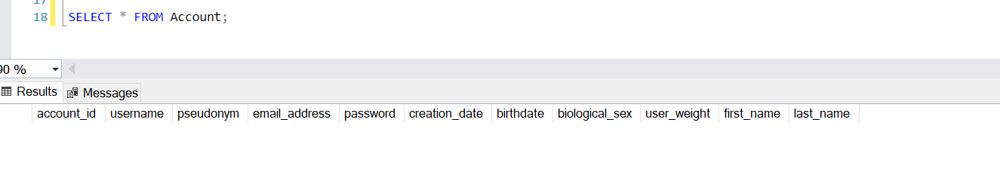 17
18 SELECT * FROM Account;
90 %
Results Messages
account_id username pseudonym email_address password creation_date birthdate biological_sex user_weight first_name last_name